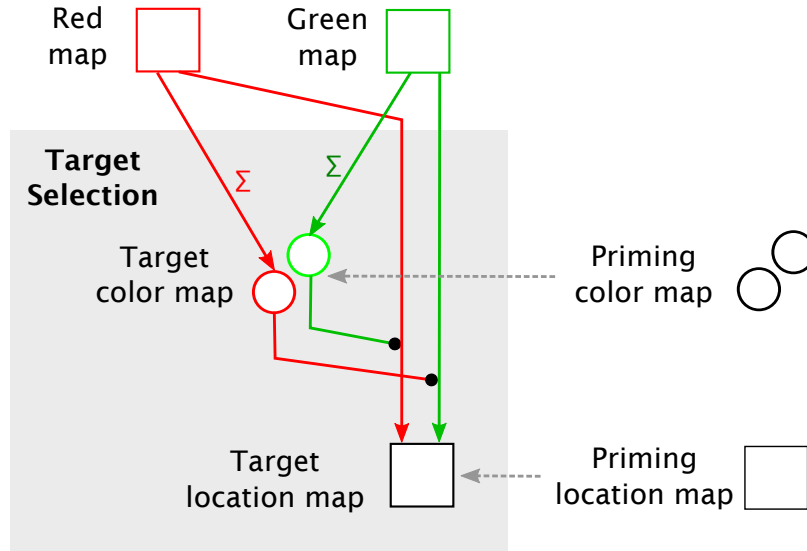 Red
map
Green
map
Target
Selection
Σ
Σ
Target
color map
Priming
color map
Target
location map
Priming
location map